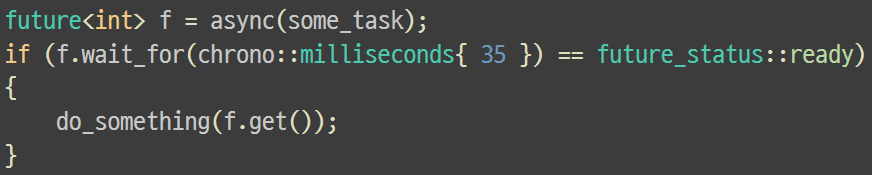 future<int> f = async(some_task);
if (f.wait_for(chrono::milliseconds{ 35 }) == future_status::ready)
{
    do_something(f.get());
}